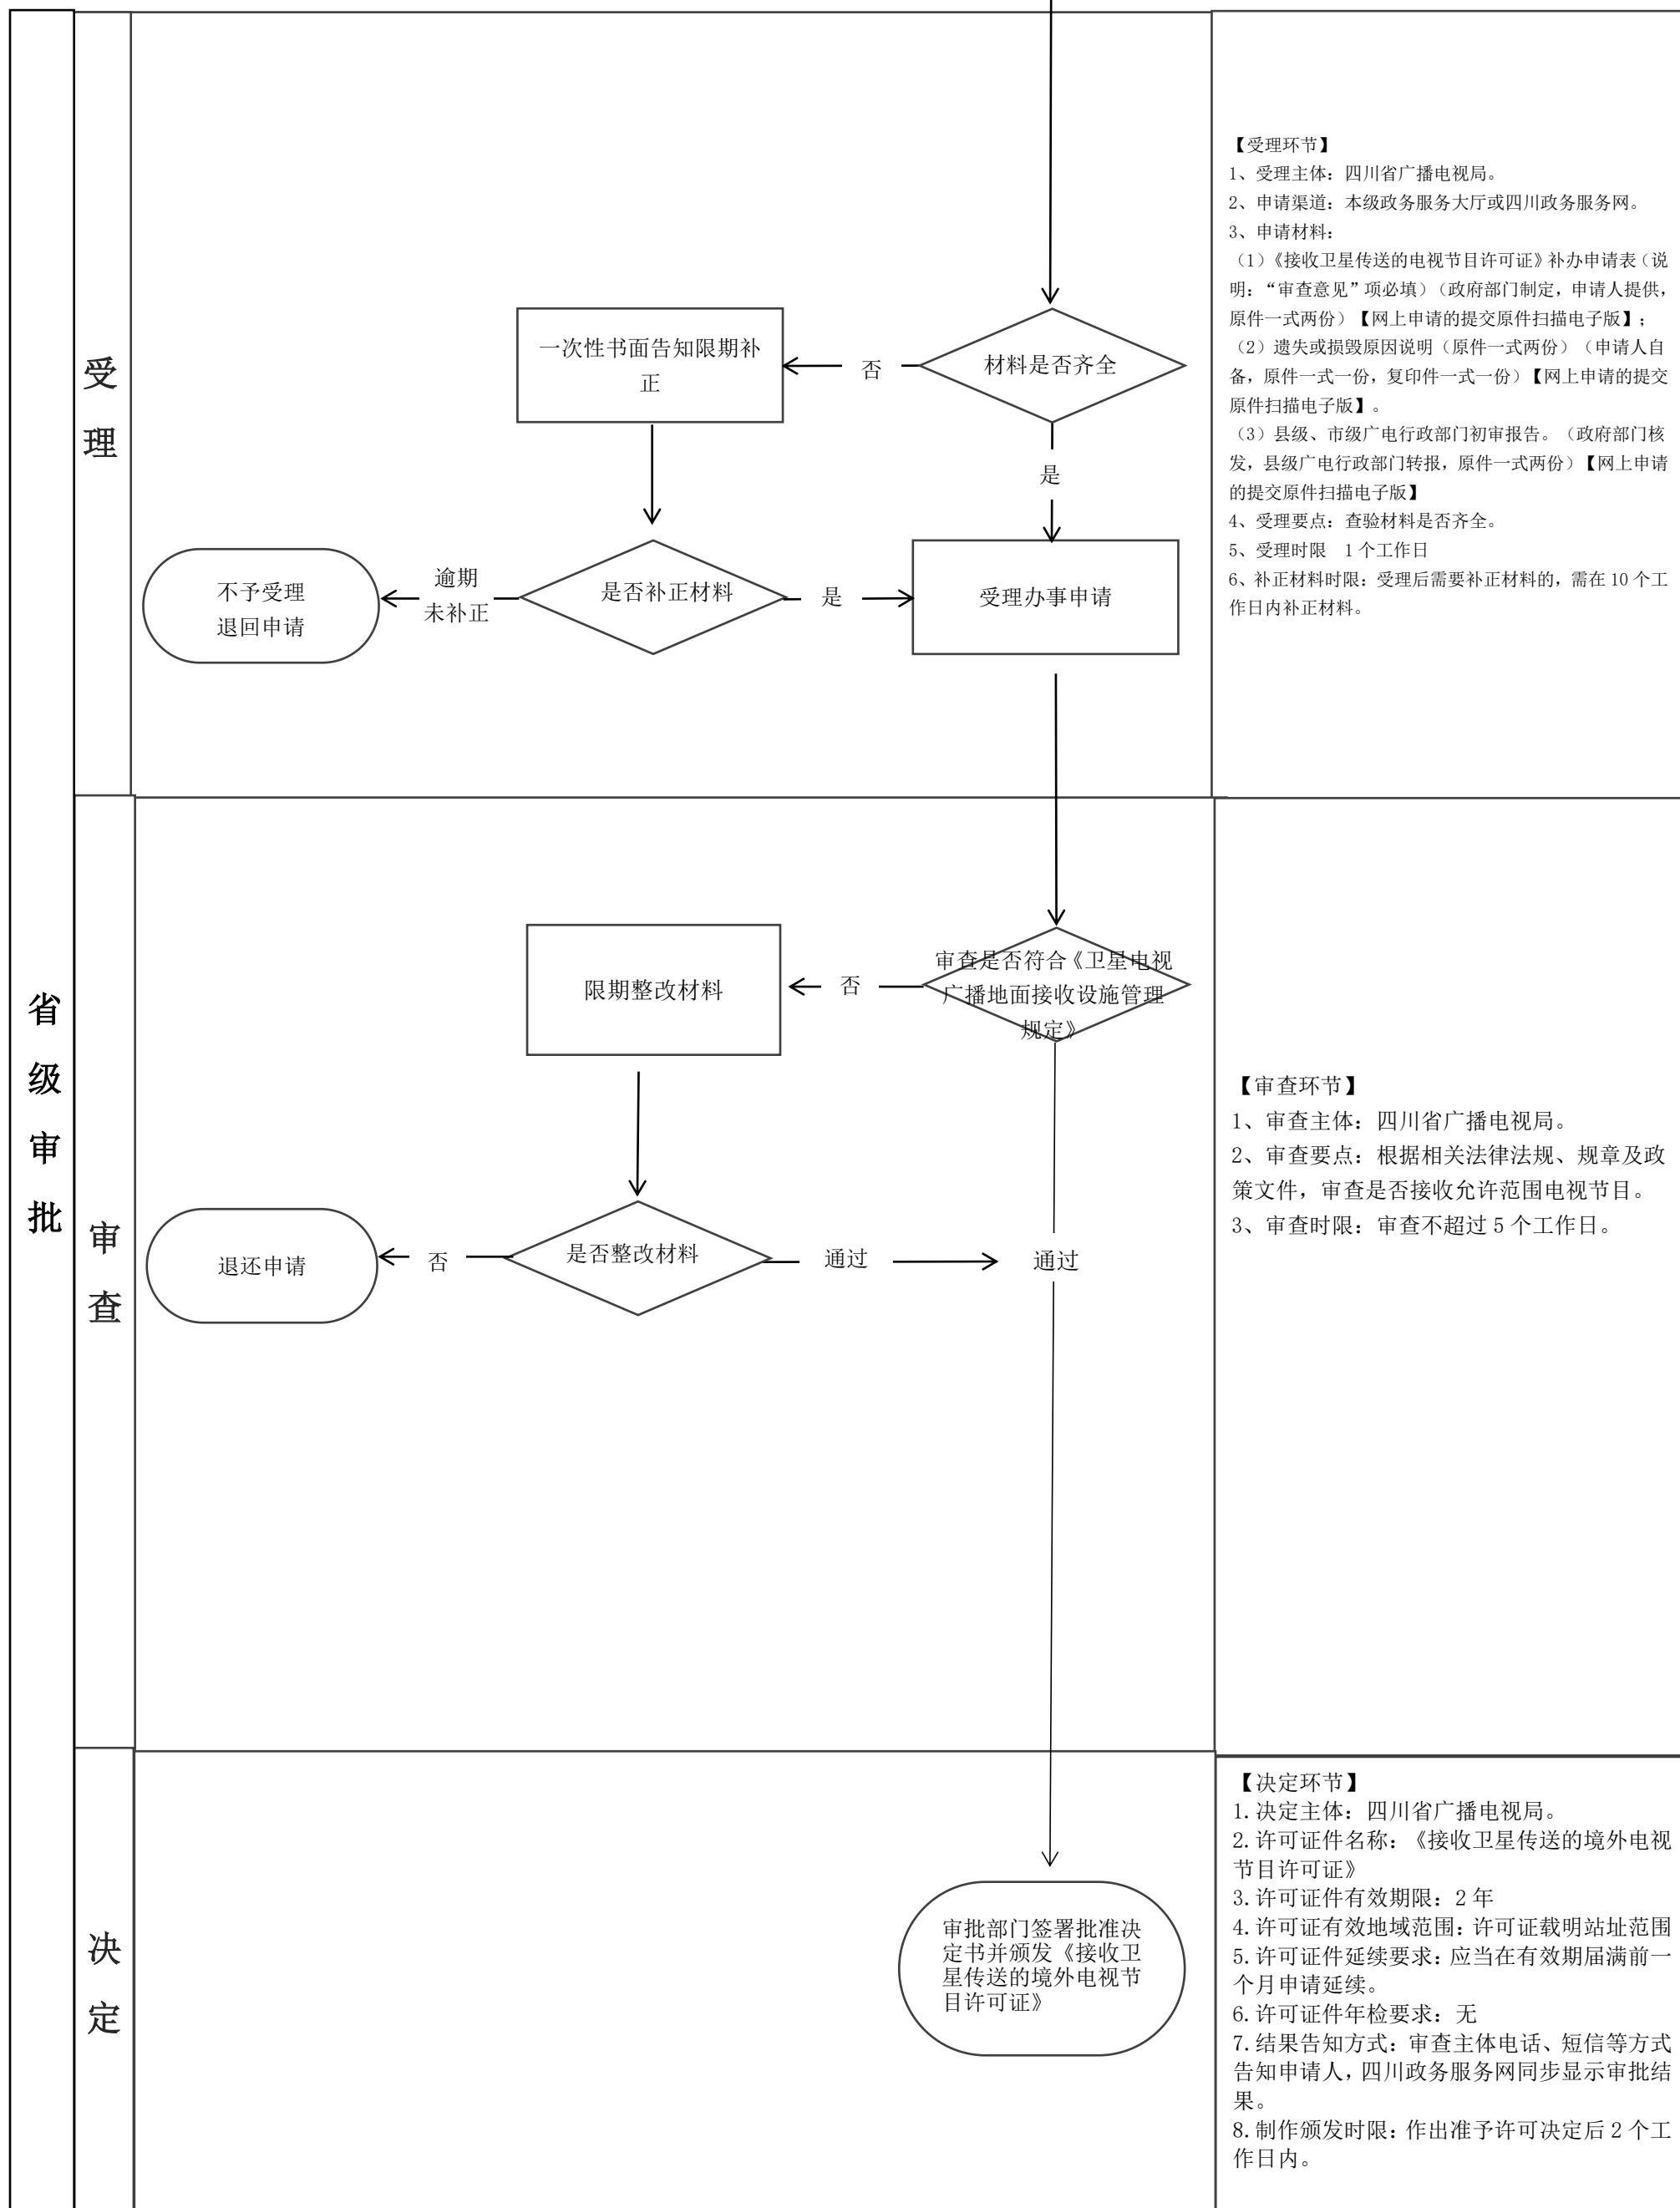 省
级
审
批
受
理
材料是否齐全
否
一次性书面告知限期补
正
是
是否补正材料
逾期
未补正
不予受理
退回申请
是
受理办事申请
【受理环节】
1、受理主体：四川省广播电视局。
2、申请渠道：本级政务服务大厅或四川政务服务网。
3、申请材料：
（1）《接收卫星传送的电视节目许可证》补办申请表（说
明：“审查意见”项必填）（政府部门制定，申请人提供，
原件一式两份）【网上申请的提交原件扫描电子版】；
（2）遗失或损毁原因说明（原件一式两份）（申请人自
备，原件一式一份，复印件一式一份）【网上申请的提交
原件扫描电子版】。
（3）县级、市级广电行政部门初审报告。（政府部门核
发，县级广电行政部门转报，原件一式两份）【网上申请
的提交原件扫描电子版】
4、受理要点：查验材料是否齐全。
5、受理时限　1 个工作日
6、补正材料时限：受理后需要补正材料的，需在 10 个工
作日内补正材料。
审
查
审查是否符合《卫星电视
广播地面接收设施管理
规定》
否
限期整改材料
是否整改材料
否
退还申请
通过
通过
【审查环节】
1、审查主体：四川省广播电视局。
2、审查要点：根据相关法律法规、规章及政
策文件，审查是否接收允许范围电视节目。
3、审查时限：审查不超过 5 个工作日。
决
定
审批部门签署批准决
定书并颁发《接收卫
星传送的境外电视节
目许可证》
【决定环节】
1.决定主体：四川省广播电视局。
2.许可证件名称：《接收卫星传送的境外电视
节目许可证》
3.许可证件有效期限：2 年
4.许可证有效地域范围：许可证载明站址范围
5.许可证件延续要求：应当在有效期届满前一
个月申请延续。
6.许可证件年检要求：无
7.结果告知方式：审查主体电话、短信等方式
告知申请人，四川政务服务网同步显示审批结
果。
8.制作颁发时限：作出准予许可决定后 2 个工
作日内。